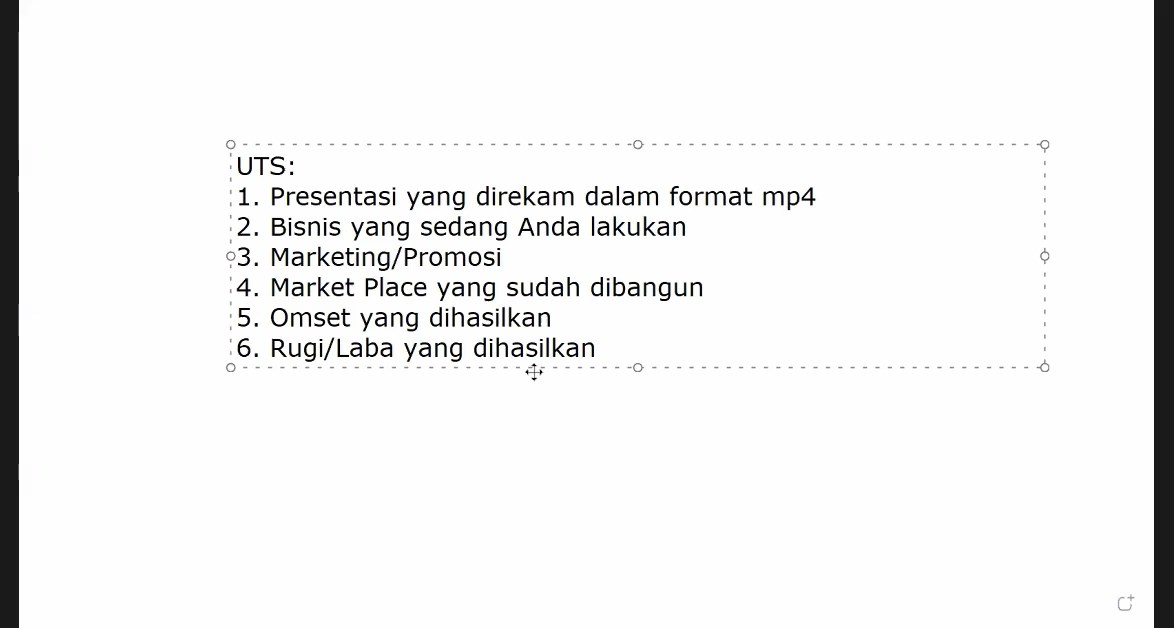 UTS:
1. Presentasi yang direkam dalam format mp4
2. Bisnis yang sedang Anda lakukan
3. Marketing/Promosi
4. Market Place yang sudah dibangun
5. Omset yang dihasilkan
6. Rugi/Laba yang dihasilkan